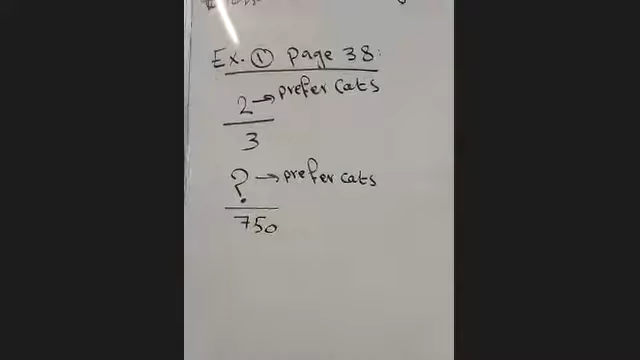 Ex. ① Page 38:
2 → prefer cats
3
? → prefer cats
750